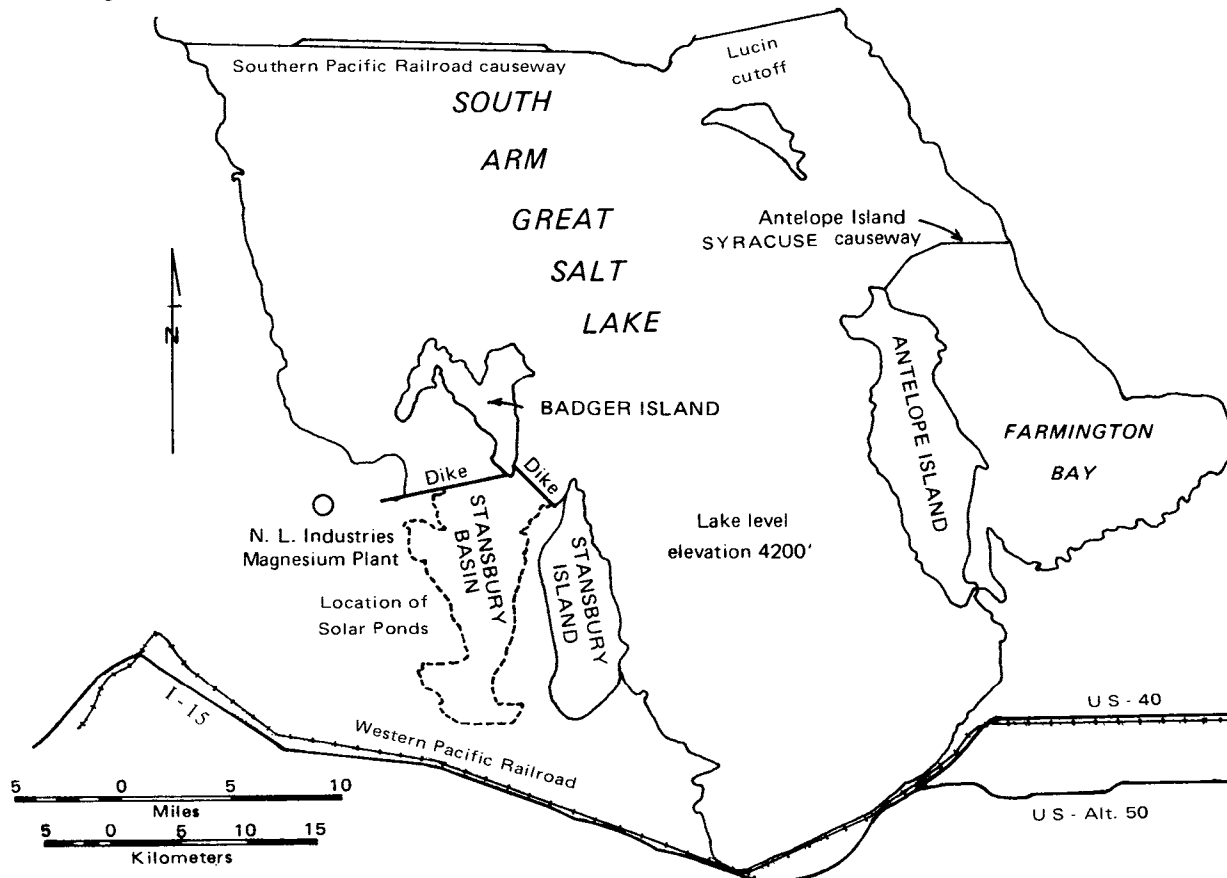 Southern Pacific Railroad causeway
Lucin
cutoff
SOUTH
ARM
GREAT
SALT
LAKE
Antelope Island
SYRACUSE causeway
N
BADGER ISLAND
ANTELOPE ISLAND
FARMINGTON
BAY
Dike
Dike
N. L. Industries
Magnesium Plant
STANSBURY
BASIN
STANSBURY
ISLAND
Lake level
elevation 4200'
Location of
Solar Ponds
I-15
Western Pacific Railroad
US-40
US-Alt. 50
5 0 5 10
Miles
5 0 5 10 15
Kilometers